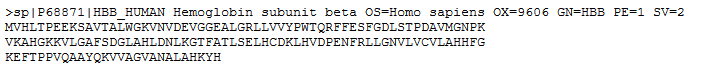 >sp|P68871|HBB_HUMAN Hemoglobin subunit beta OS=Homo sapiens OX=9606 GN=HBB PE=1 SV=2
MVHLTPEEKSAVTALWGKVNVDEVGGEALGRLLVVYPWTQRFFESFGDLSTPDAVMGNPK
VKAHGKKVLGAFSDGLAHLDNLKGTFATLSELHCDKLHVDPENFRLLGNVLVCVLAHHFG
KEFTPPVQAAYQKVVAGVANALAHKYH